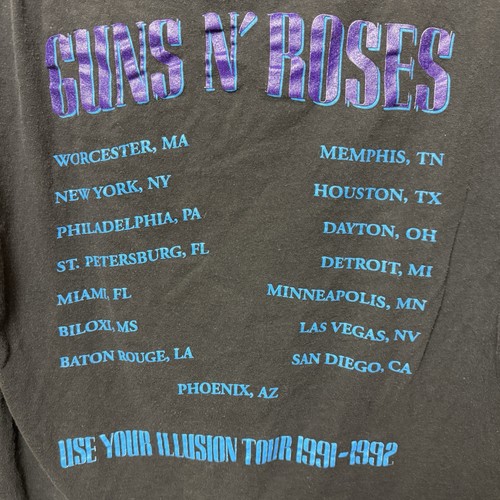 GUNS N' ROSES
WORCESTER, MA
NEW YORK, NY
PHILADELPHIA, PA
ST. PETERSBURG, FL
MIAMI, FL
BILOXI, MS
BATON ROUGE, LA
MEMPHIS, TN
HOUSTON, TX
DAYTON, OH
DETROIT, MI
MINNEAPOLIS, MN
LAS VEGAS, NV
SAN DIEGO, CA
PHOENIX, AZ
USE YOUR ILLUSION TOUR 1991-1992